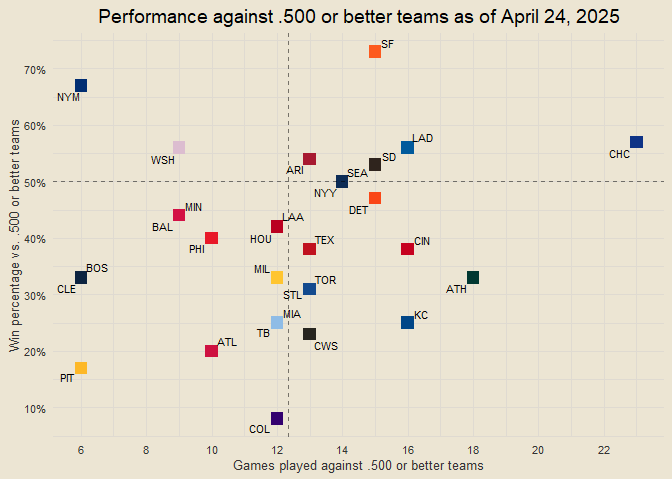 Performance against .500 or better teams as of April 24, 2025
Win percentage vs. .500 or better teams
70%
60%
50%
40%
30%
20%
10%
SF
NYM
LAD
CHC
WSH
ARI
SD
SEA
NYY
DET
MIN
BAL
LAA
HOU
PHI
TEX
CIN
BOS
CLE
MIL
TOR
STL
ATH
MIA
TB
KC
CWS
ATL
PIT
COL
6 8 10 12 14 16 18 20 22
Games played against .500 or better teams